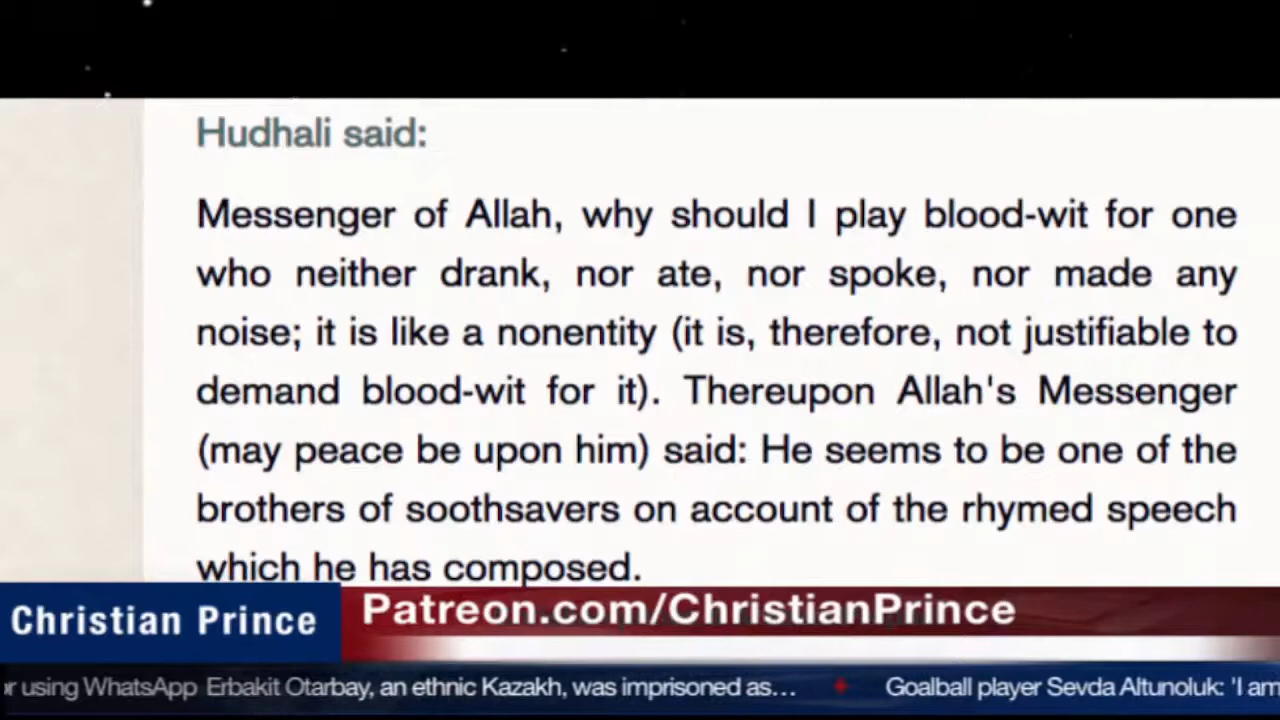 Hudhali said:
Messenger of Allah, why should I play blood-wit for one
who neither drank, nor ate, nor spoke, nor made any
noise; it is like a nonentity (it is, therefore, not justifiable to
demand blood-wit for it). Thereupon Allah's Messenger
(may peace be upon him) said: He seems to be one of the
brothers of soothsavers on account of the rhymed speech
which he has composed.
Christian Prince
Patreon.com/ChristianPrince
r using WhatsApp Erbakit Otarbay, an ethnic Kazakh, was imprisoned as... Goalball player Sevda Altunoluk: 'I am